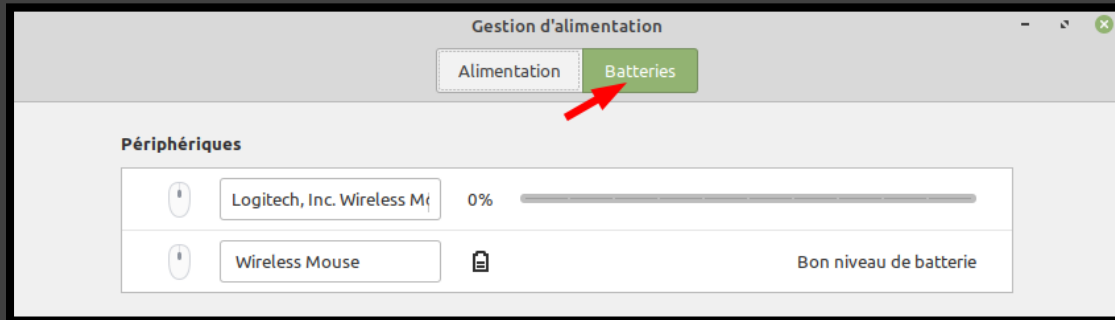 Gestion d'alimentation
Alimentation
Batteries
Périphériques
Logitech, Inc. Wireless
0%
Wireless Mouse
Bon niveau de batterie